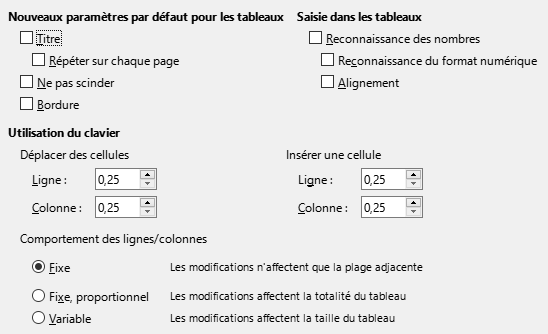 Nouveaux paramètres par défaut pour les tableaux Saisie dans les tableaux
Titre Reconnaissance des nombres
Répéter sur chaque page Reconnaissance du format numérique
Ne pas scinder Alignement
Bordure
Utilisation du clavier
Déplacer des cellules Insérer une cellule
Ligne : 0,25 Ligne : 0,25
Colonne : 0,25 Colonne : 0,25
Comportement des lignes/colonnes
Fixe Les modifications n'affectent que la plage adjacente
Fixe, proportionnel Les modifications affectent la totalité du tableau
Variable Les modifications affectent la taille du tableau